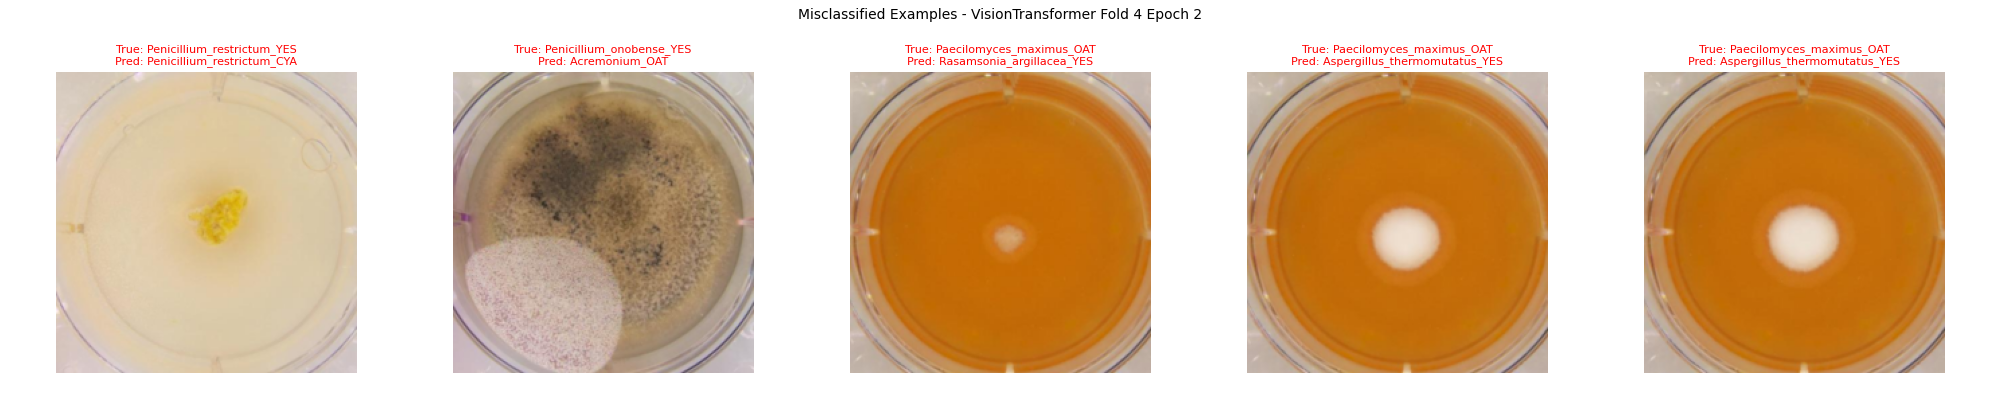 Misclassified Examples - VisionTransformer Fold 4 Epoch 2
True: Penicillium_restrictum_YES
Pred: Penicillium_restrictum_CYA
True: Penicillium_onobense_YES
Pred: Acremonium_OAT
True: Paecilomyces_maximus_OAT
Pred: Rasamsonia_argillacea_YES
True: Paecilomyces_maximus_OAT
Pred: Aspergillus_thermomutatus_YES
True: Paecilomyces_maximus_OAT
Pred: Aspergillus_thermomutatus_YES